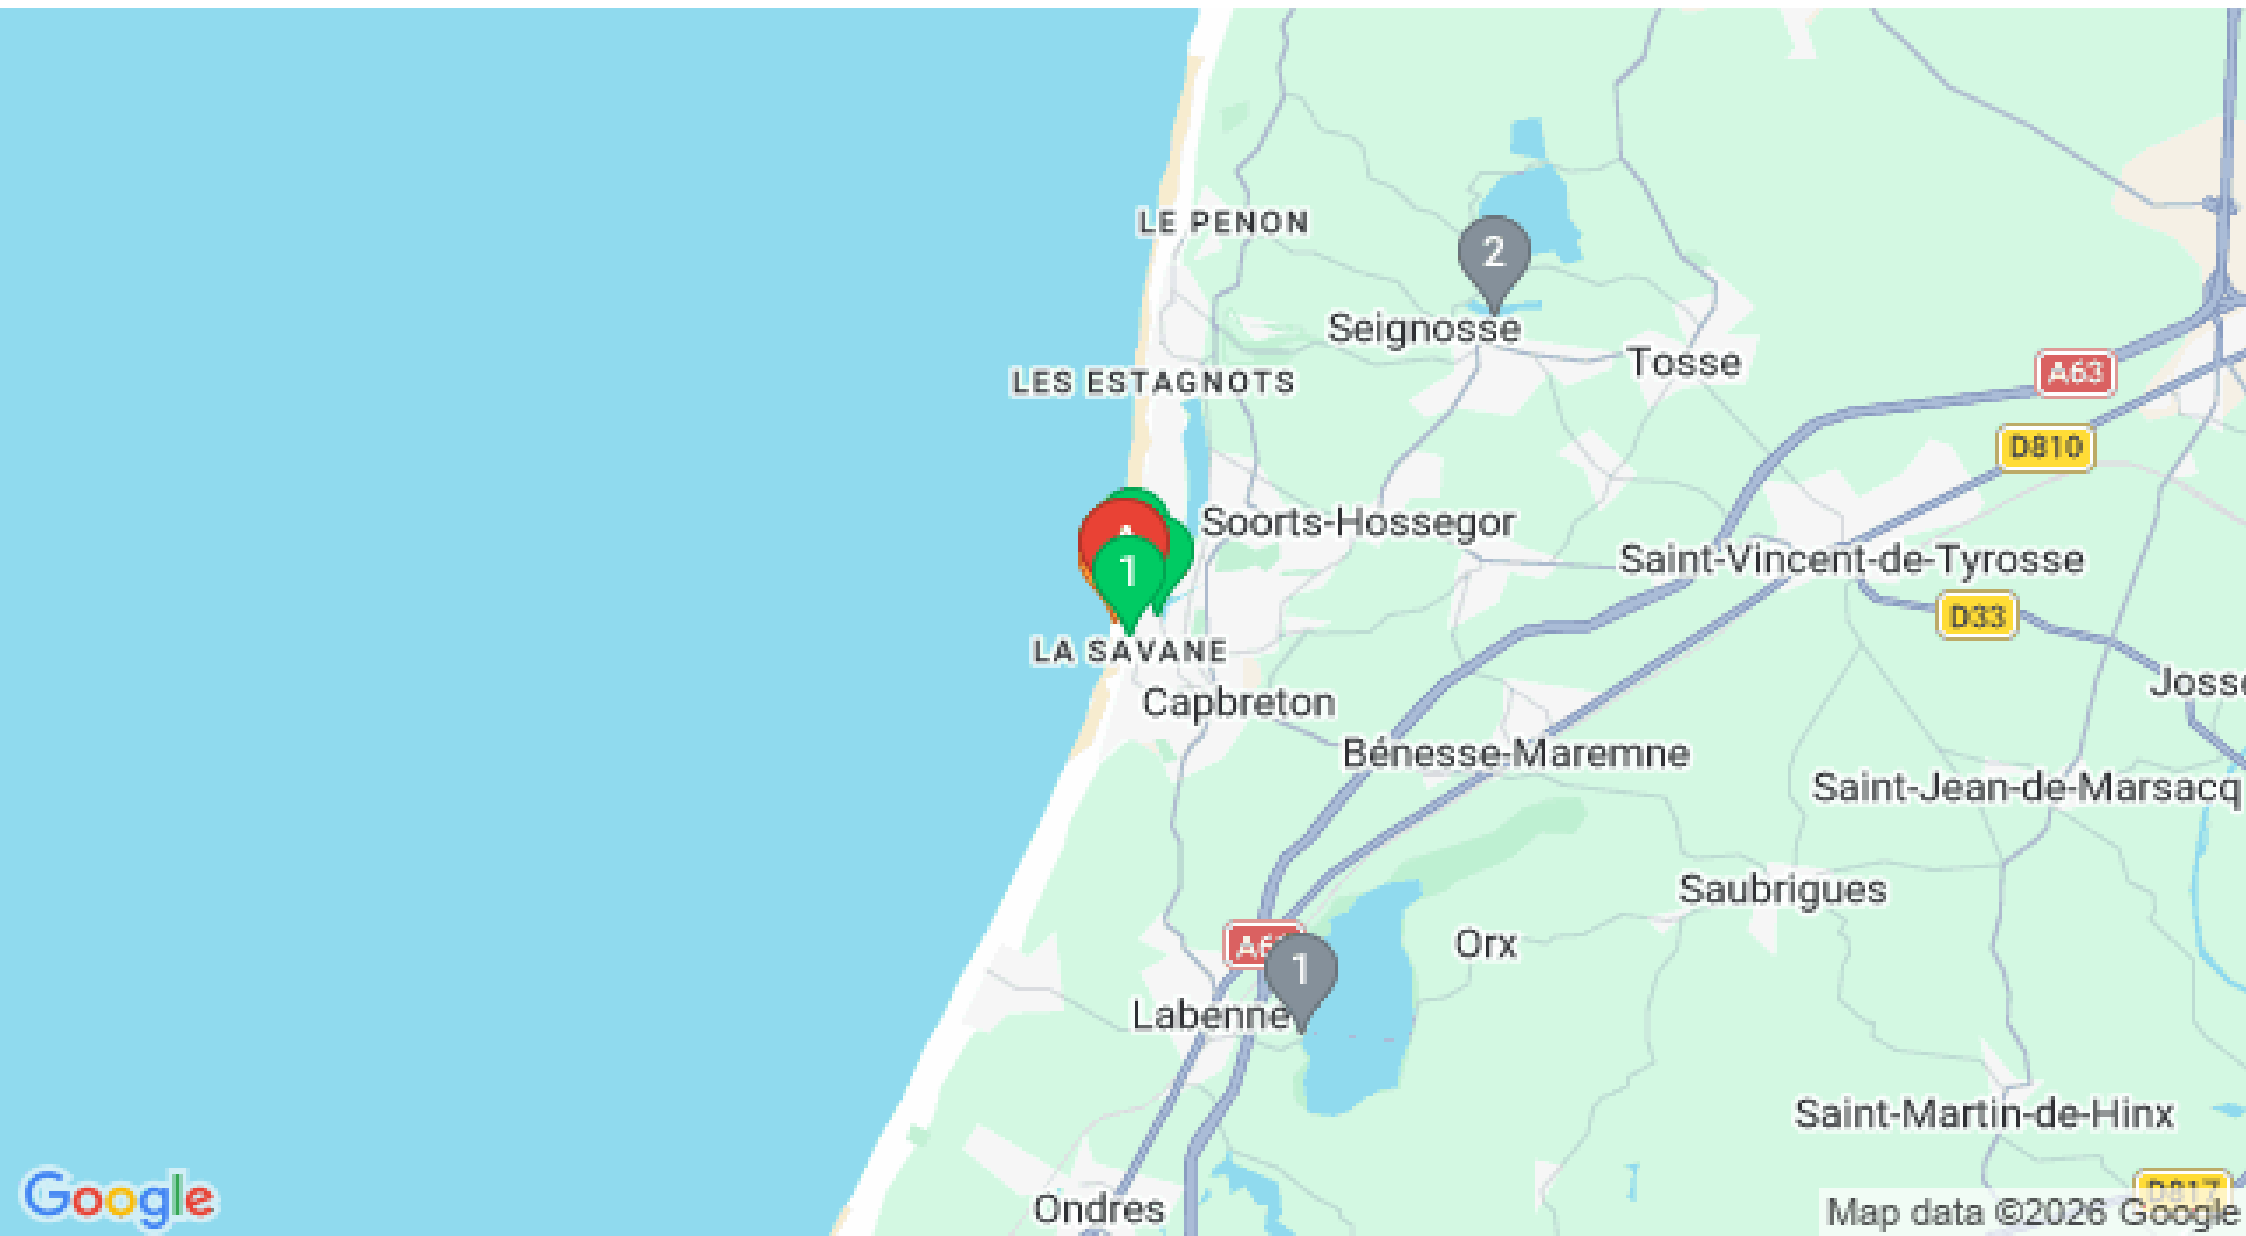 LE PENON
2
Seignosse
Tosse
LES ESTAGNOTS
A63
D810
Soorts-Hossegor
1
Saint-Vincent-de-Tyrosse
D33
LA SAVANE
Capbreton
Bénesse-Maremne
Saint-Jean-de-Marsacq
Saubrigues
Orx
1
Labenne
Saint-Martin-de-Hinx
D817
Ondres
Google
Map data ©2026 Google